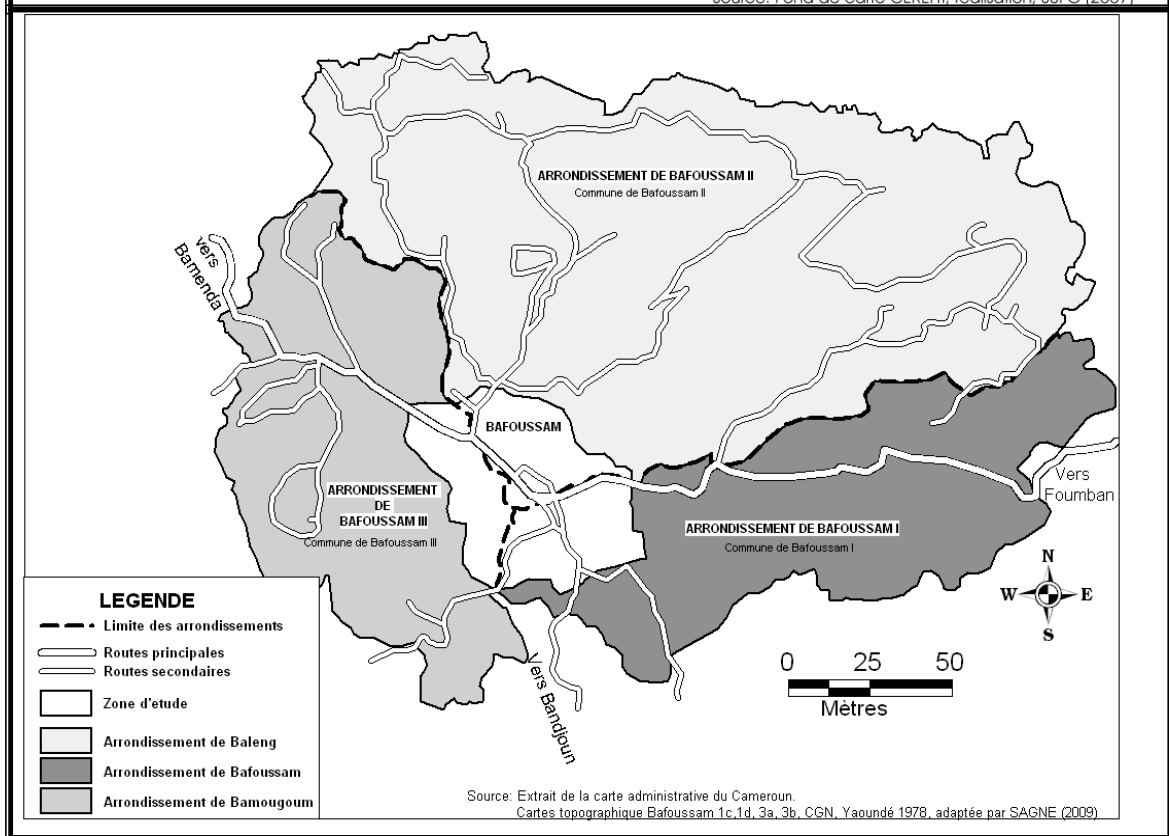 ARRONDISSEMENT DE BAFOUSSAM II
Commune de Bafoussam II
vers
Bamenda
BAFOUSSAM
ARRONDISSEMENT
DE
BAFOUSSAM III
Commune de Bafoussam III
Vers
Foumban
ARRONDISSEMENT DE BAFOUSSAM I
Commune de Bafoussam I
N
W
E
S
Vers Bandjoun
0 25 50
Mètres
LEGENDE
Limite des arrondissements
Routes principales
Routes secondaires
Zone d'etude
Arrondissement de Baleng
Arrondissement de Bafoussam
Arrondissement de Bamougoum
Source: Extrait de la carte administrative du Cameroun.
Cartes topographique Bafoussam 1c,1d, 3a, 3b, CGN, Yaoundé 1978, adaptée par SAGNE (2009)